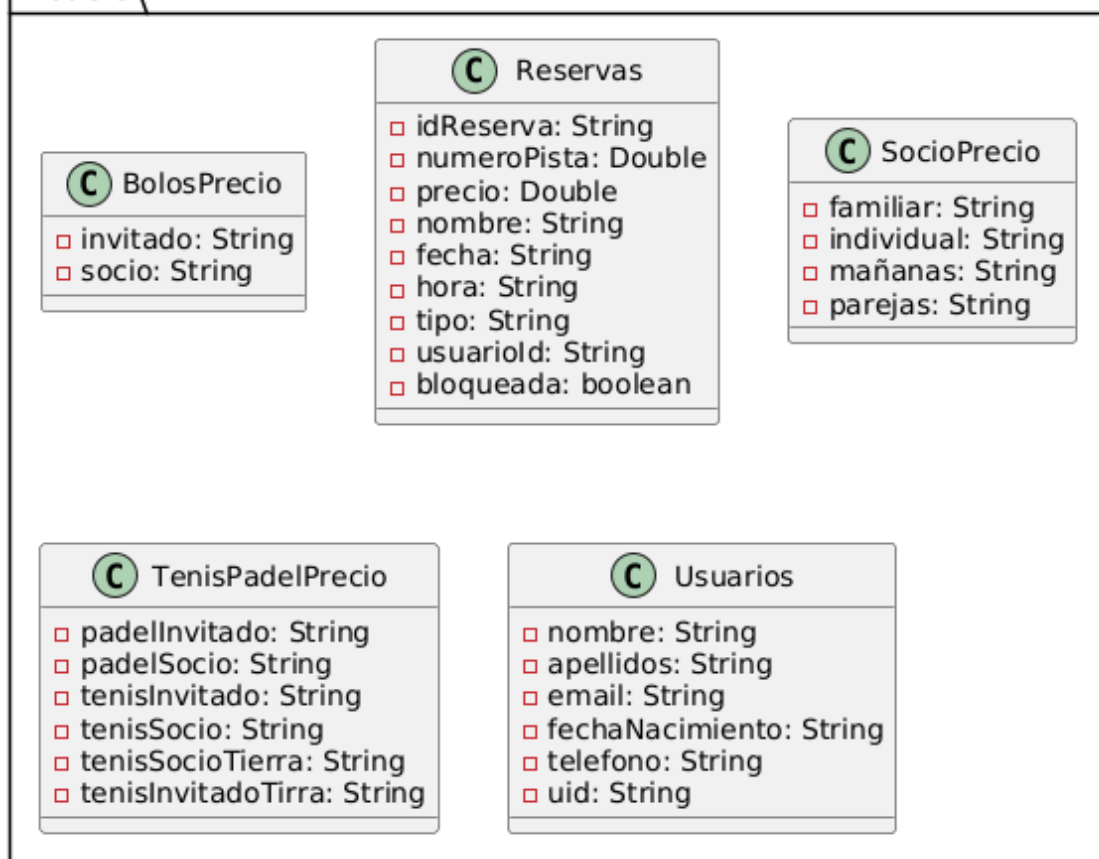 C Reservas
idReserva: String
numeroPista: Double
precio: Double
nombre: String
fecha: String
hora: String
tipo: String
usuarioId: String
bloqueada: boolean
C BolosPrecio
invitado: String
socio: String
C SocioPrecio
familiar: String
individual: String
mañanas: String
parejas: String
C TenisPadelPrecio
padelInvitado: String
padelSocio: String
tenisInvitado: String
tenisSocio: String
tenisSocioTierra: String
tenisInvitadoTirra: String
C Usuarios
nombre: String
apellidos: String
email: String
fechaNacimiento: String
telefono: String
uid: String